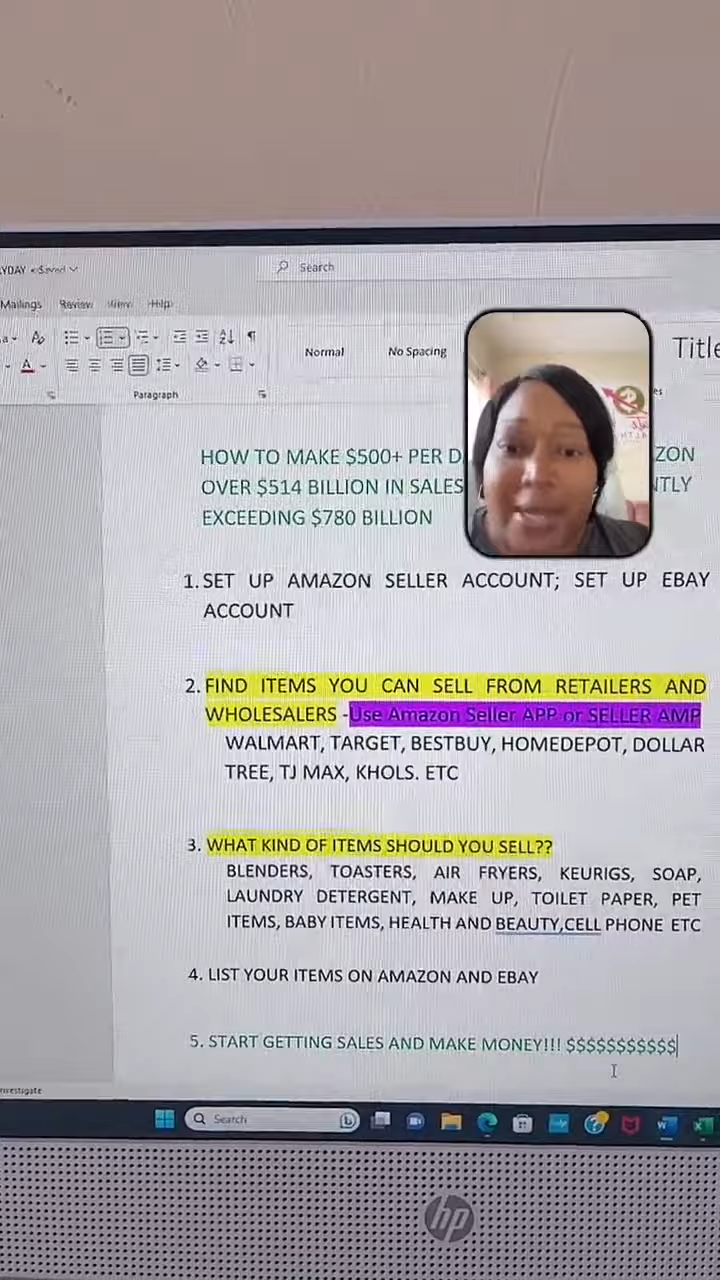 YDAY • Saved
Search
Mailings Review View Help
Normal
No Spacing
Title
Paragraph
es
HOW TO MAKE $500+ PER D ZON
OVER $514 BILLION IN SALES NTLY
EXCEEDING $780 BILLION
1. SET UP AMAZON SELLER ACCOUNT; SET UP EBAY
ACCOUNT
2. FIND ITEMS YOU CAN SELL FROM RETAILERS AND
WHOLESALERS -Use Amazon Seller APP or SELLER AMP
WALMART, TARGET, BESTBUY, HOMEDEPOT, DOLLAR
TREE, TJ MAX, KHOLS. ETC
3. WHAT KIND OF ITEMS SHOULD YOU SELL??
BLENDERS, TOASTERS, AIR FRYERS, KEURIGS, SOAP,
LAUNDRY DETERGENT, MAKE UP, TOILET PAPER, PET
ITEMS, BABY ITEMS, HEALTH AND BEAUTY,CELL PHONE ETC
4. LIST YOUR ITEMS ON AMAZON AND EBAY
5. START GETTING SALES AND MAKE MONEY!!! $$$$$$$$$$$
nvestigate
Search
hp